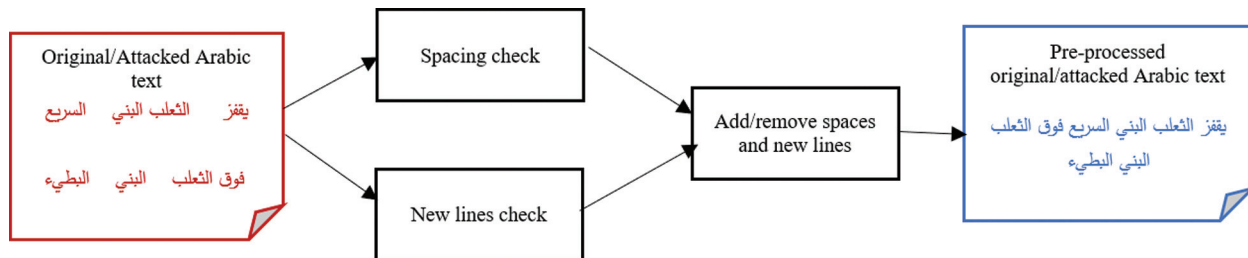 Original/Attacked Arabic
text
يقفز الثعلب البني السريع
فوق الثعلب البني البطيء
Spacing check
New lines check
Add/remove spaces
and new lines
Pre-processed
original/attacked Arabic text
يقفز الثعلب البني السريع فوق الثعلب
البني البطيء